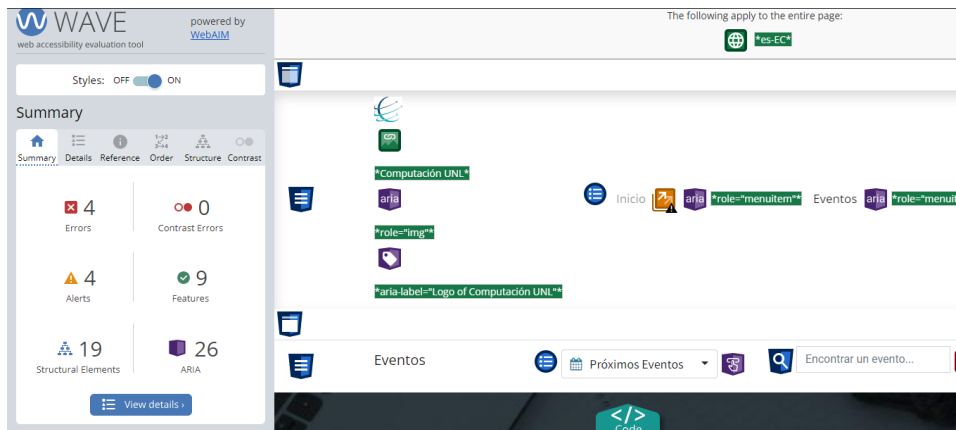 WAVE
web accessibility evaluation tool
powered by
WebAIM
Styles: OFF ON
Summary
Summary Details Reference Order Structure Contrast
4
Errors
0
Contrast Errors
4
Alerts
9
Features
19
Structural Elements
26
ARIA
View details ›
The following apply to the entire page:
*es-EC*
*Computación UNL*
aria
*role="img"*
*aria-label="Logo of Computación UNL"*
Inicio aria *role="menuitem"* Eventos aria
Eventos
Próximos Eventos
Encontrar un evento...
</>
Code